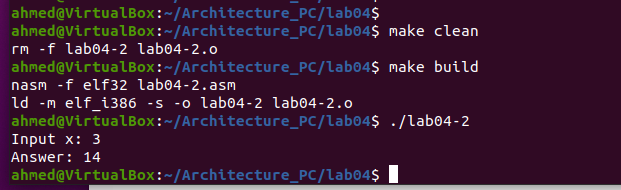 ahmed@VirtualBox:~/Architecture_PC/lab04$
ahmed@VirtualBox:~/Architecture_PC/lab04$ make clean
rm -f lab04-2 lab04-2.o
ahmed@VirtualBox:~/Architecture_PC/lab04$ make build
nasm -f elf32 lab04-2.asm
ld -m elf_i386 -s -o lab04-2 lab04-2.o
ahmed@VirtualBox:~/Architecture_PC/lab04$ ./lab04-2
Input x: 3
Answer: 14
ahmed@VirtualBox:~/Architecture_PC/lab04$